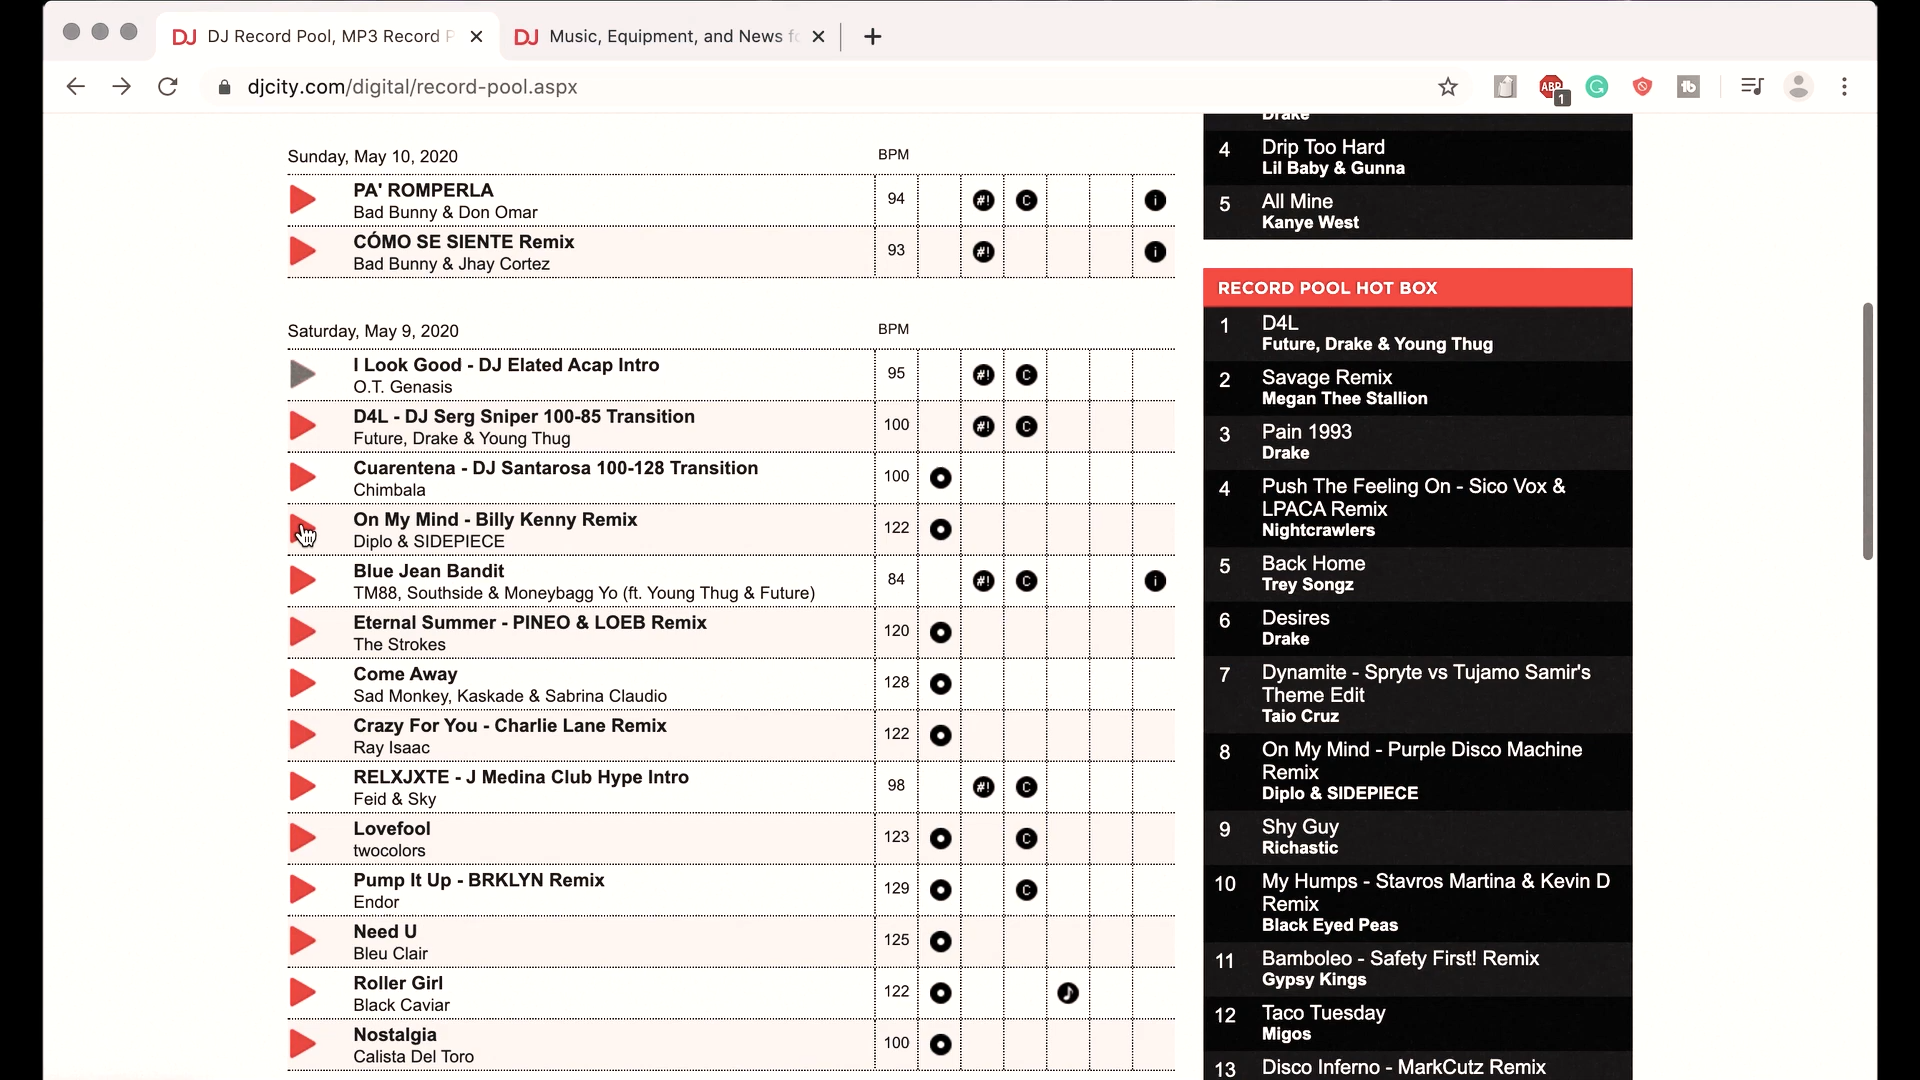 DJ Record Pool, MP3 Record P
Music, Equipment, and News fo
djcity.com/digital/record-pool.aspx
ABP
1
tb
Sunday, May 10, 2020 BPM
PA' ROMPERLA
Bad Bunny & Don Omar
94 #! C i
CÓMO SE SIENTE Remix
Bad Bunny & Jhay Cortez
93 #! i
Saturday, May 9, 2020 BPM
I Look Good - DJ Elated Acap Intro
O.T. Genasis
95 #! C
D4L - DJ Serg Sniper 100-85 Transition
Future, Drake & Young Thug
100 #! C
Cuarentena - DJ Santarosa 100-128 Transition
Chimbala
100
On My Mind - Billy Kenny Remix
Diplo & SIDEPIECE
122
Blue Jean Bandit
TM88, Southside & Moneybagg Yo (ft. Young Thug & Future)
84 #! C i
Eternal Summer - PINEO & LOEB Remix
The Strokes
120
Come Away
Sad Monkey, Kaskade & Sabrina Claudio
128
Crazy For You - Charlie Lane Remix
Ray Isaac
122
RELXJXTE - J Medina Club Hype Intro
Feid & Sky
98 #! C
Lovefool
twocolors
123 C
Pump It Up - BRKLYN Remix
Endor
129 C
Need U
Bleu Clair
125
Roller Girl
Black Caviar
122
Nostalgia
Calista Del Toro
100
Drake
4 Drip Too Hard
Lil Baby & Gunna
5 All Mine
Kanye West
RECORD POOL HOT BOX
1 D4L
Future, Drake & Young Thug
2 Savage Remix
Megan Thee Stallion
3 Pain 1993
Drake
4 Push The Feeling On - Sico Vox &
LPACA Remix
Nightcrawlers
5 Back Home
Trey Songz
6 Desires
Drake
7 Dynamite - Spryte vs Tujamo Samir's
Theme Edit
Taio Cruz
8 On My Mind - Purple Disco Machine
Remix
Diplo & SIDEPIECE
9 Shy Guy
Richastic
10 My Humps - Stavros Martina & Kevin D
Remix
Black Eyed Peas
11 Bamboleo - Safety First! Remix
Gypsy Kings
12 Taco Tuesday
Migos
13 Disco Inferno - MarkCutz Remix